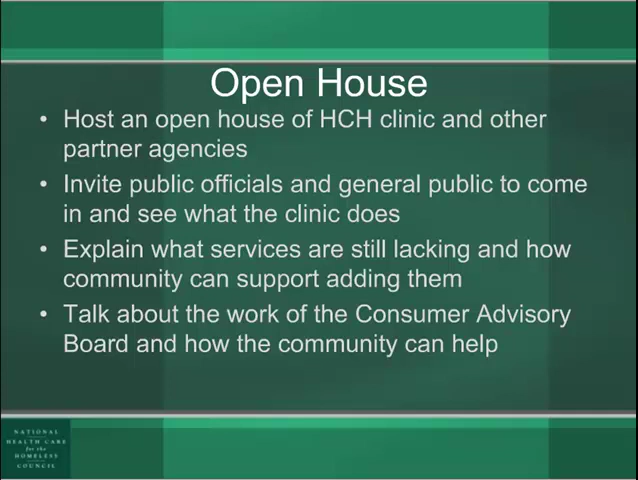 Open House
• Host an open house of HCH clinic and other
partner agencies
• Invite public officials and general public to come
in and see what the clinic does
• Explain what services are still lacking and how
community can support adding them
• Talk about the work of the Consumer Advisory
Board and how the community can help
NATIONAL
HEALTH CARE
for the
HOMELESS
COUNCIL